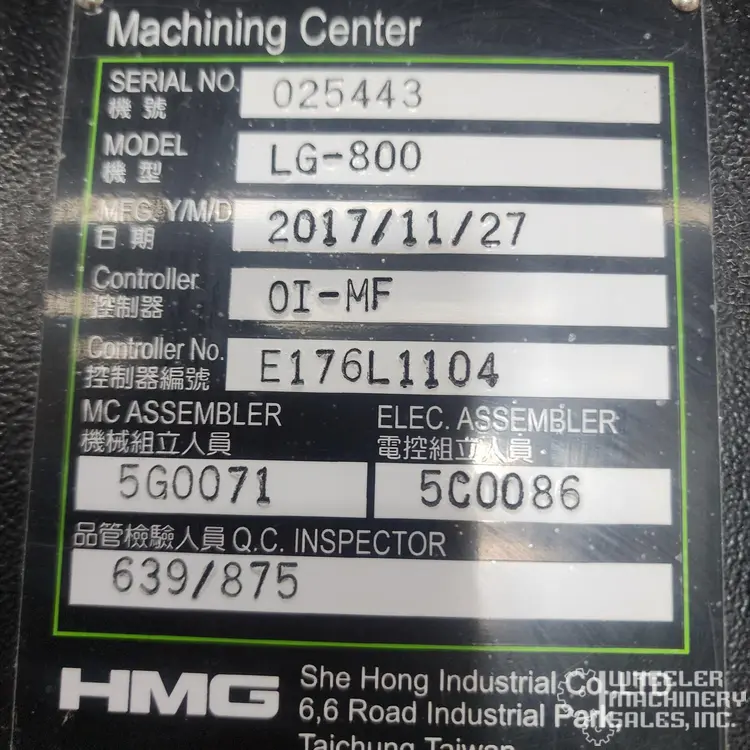 Machining Center
SERIAL NO. 025443
機號
MODEL LG-800
機型
MFG. Y/M/D 2017/11/27
日期
Controller 0I-MF
控制器
Controller No. E176L1104
控制器編號
MC ASSEMBLER ELEC. ASSEMBLER
機械組立人員 電控組立人員
5G0071 5C0086
品管檢驗人員 Q.C. INSPECTOR
639/875
HMG She Hong Industrial Co., LTD
6,6 Road Industrial Park,
Taichung Taiwan
WHEELER
MACHINERY
SALES, INC.